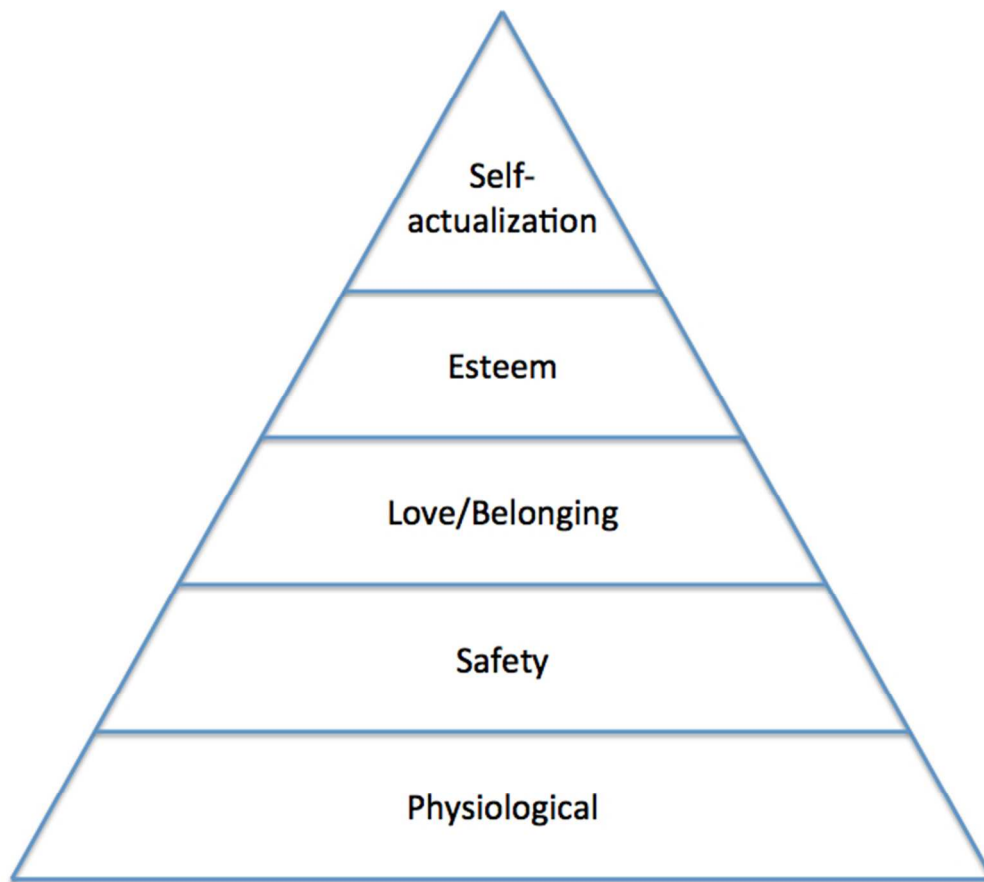 Self-
actualization
Esteem
Love/Belonging
Safety
Physiological